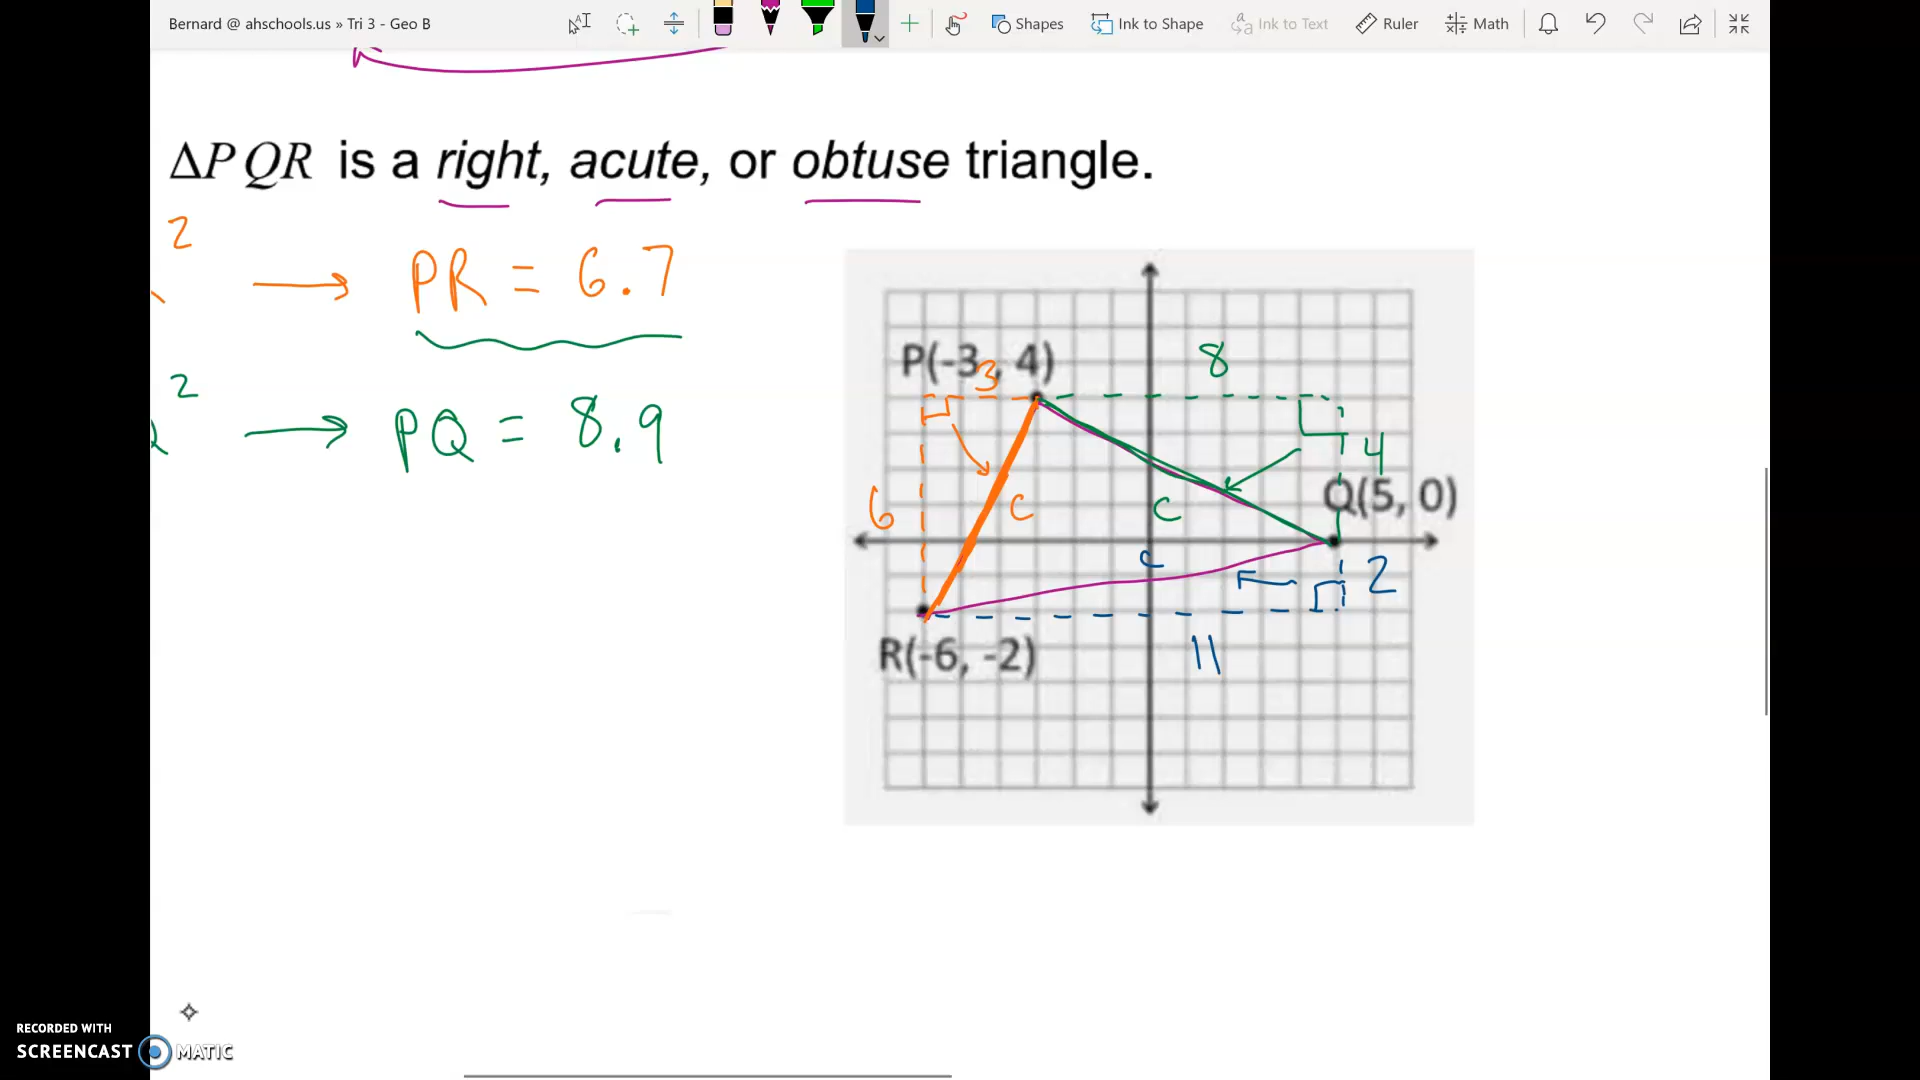 Bernard @ ahschools.us » Tri 3 - Geo B
Shapes
Ink to Shape
Ink to Text
Ruler
Math
ΔPQR is a right, acute, or obtuse triangle.
2
→ PR = 6.7
2
→ PQ = 8.9
P(-3, 4)
3
8
4
Q(5, 0)
6
C
C
C
2
R(-6, -2)
11
RECORDED WITH
SCREENCAST MATIC